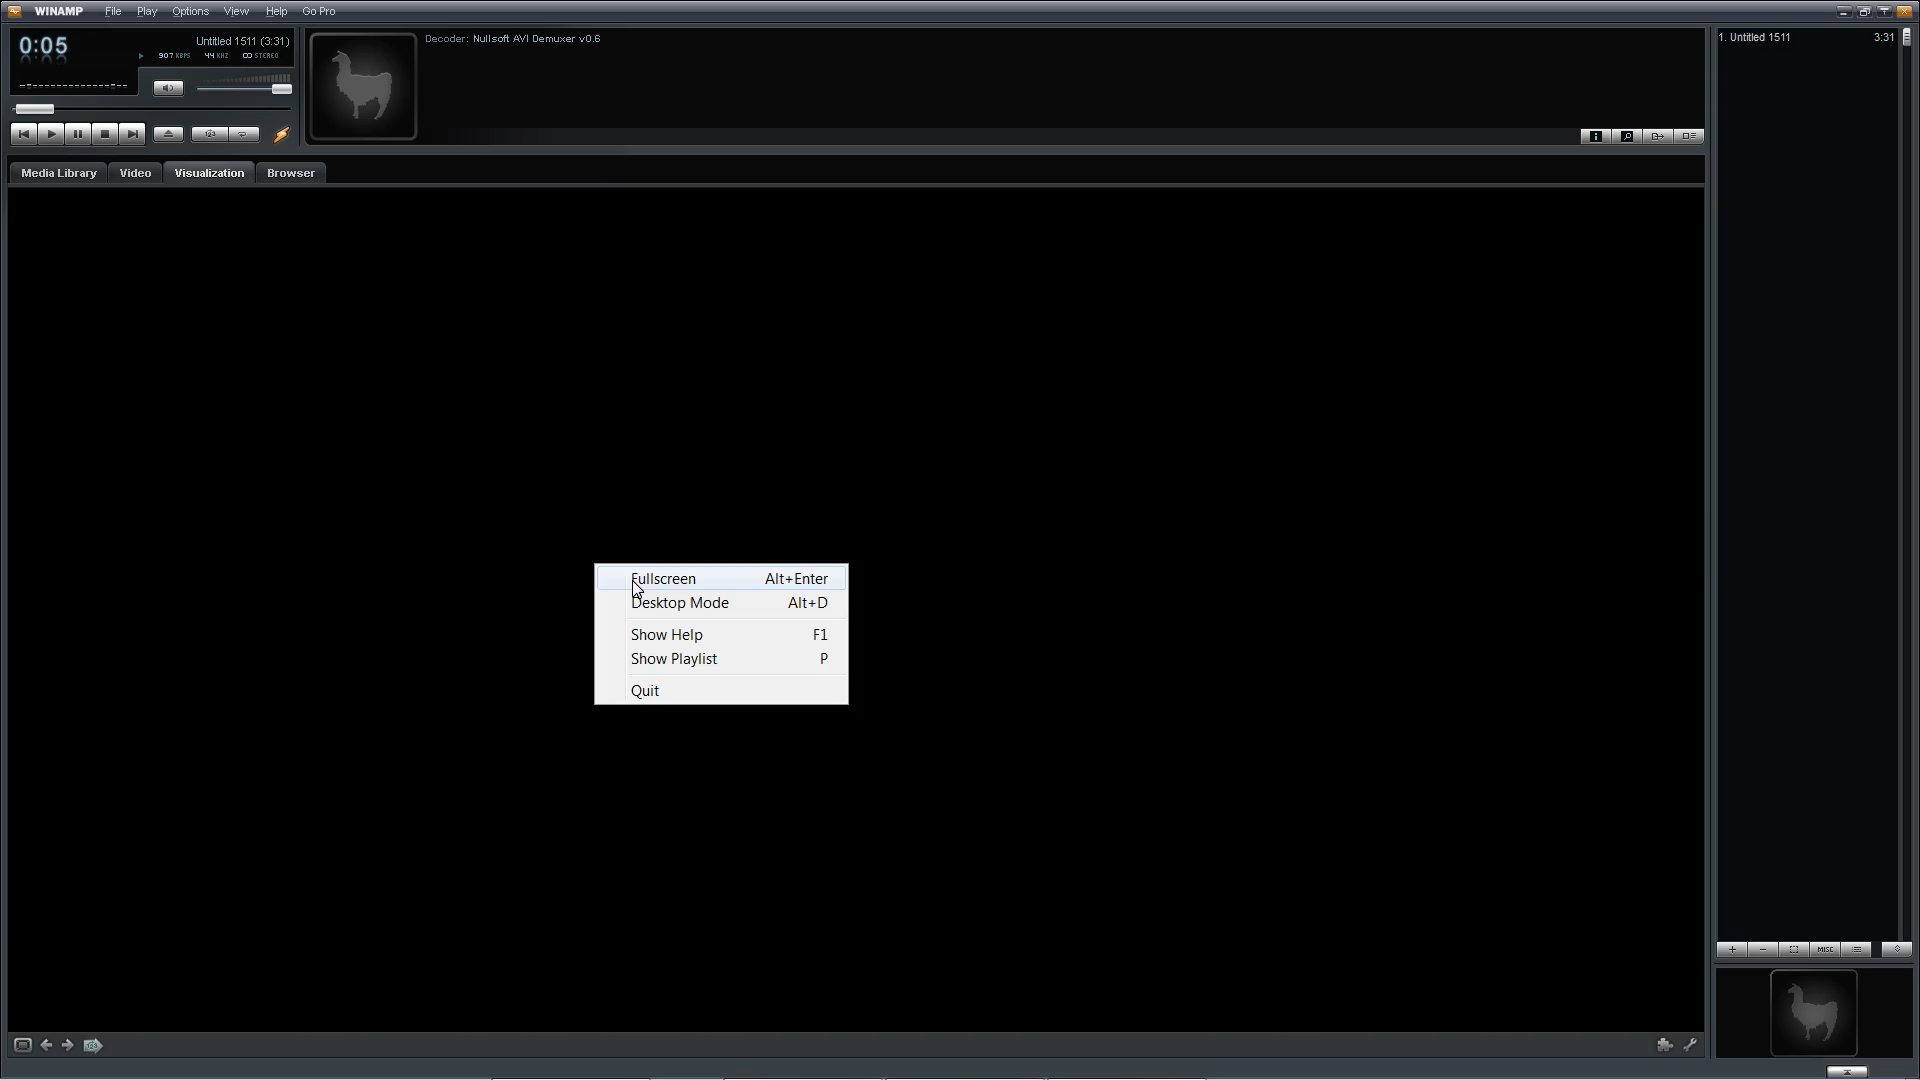 WINAMP File Play Options View Help Go Pro
0:05
Untitled 1511 (3:31)
907 KBPS 44 KHZ STEREO
Decoder: Nullsoft AVI Demuxer v0.6
1. Untitled 1511 3:31
Media Library Video Visualization Browser
Fullscreen Alt+Enter
Desktop Mode Alt+D
Show Help F1
Show Playlist P
Quit
MISC